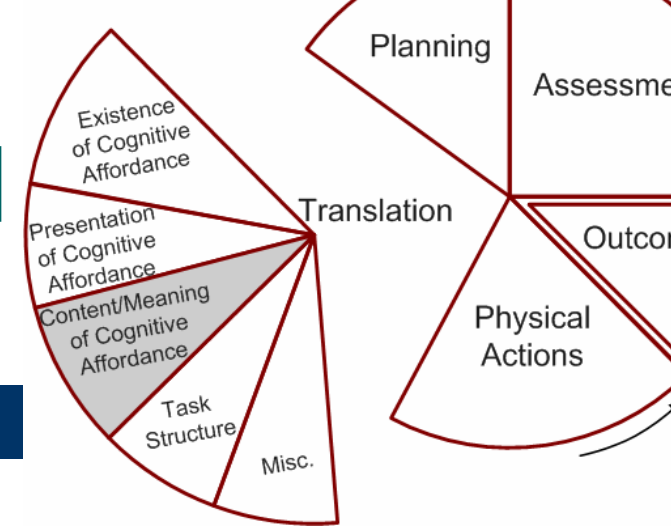 Planning
Assessme
Existence
of Cognitive
Affordance
Translation
Presentation
of Cognitive
Affordance
Outcor
Content/Meaning
of Cognitive
Affordance
Physical
Actions
Task
Structure
Misc.